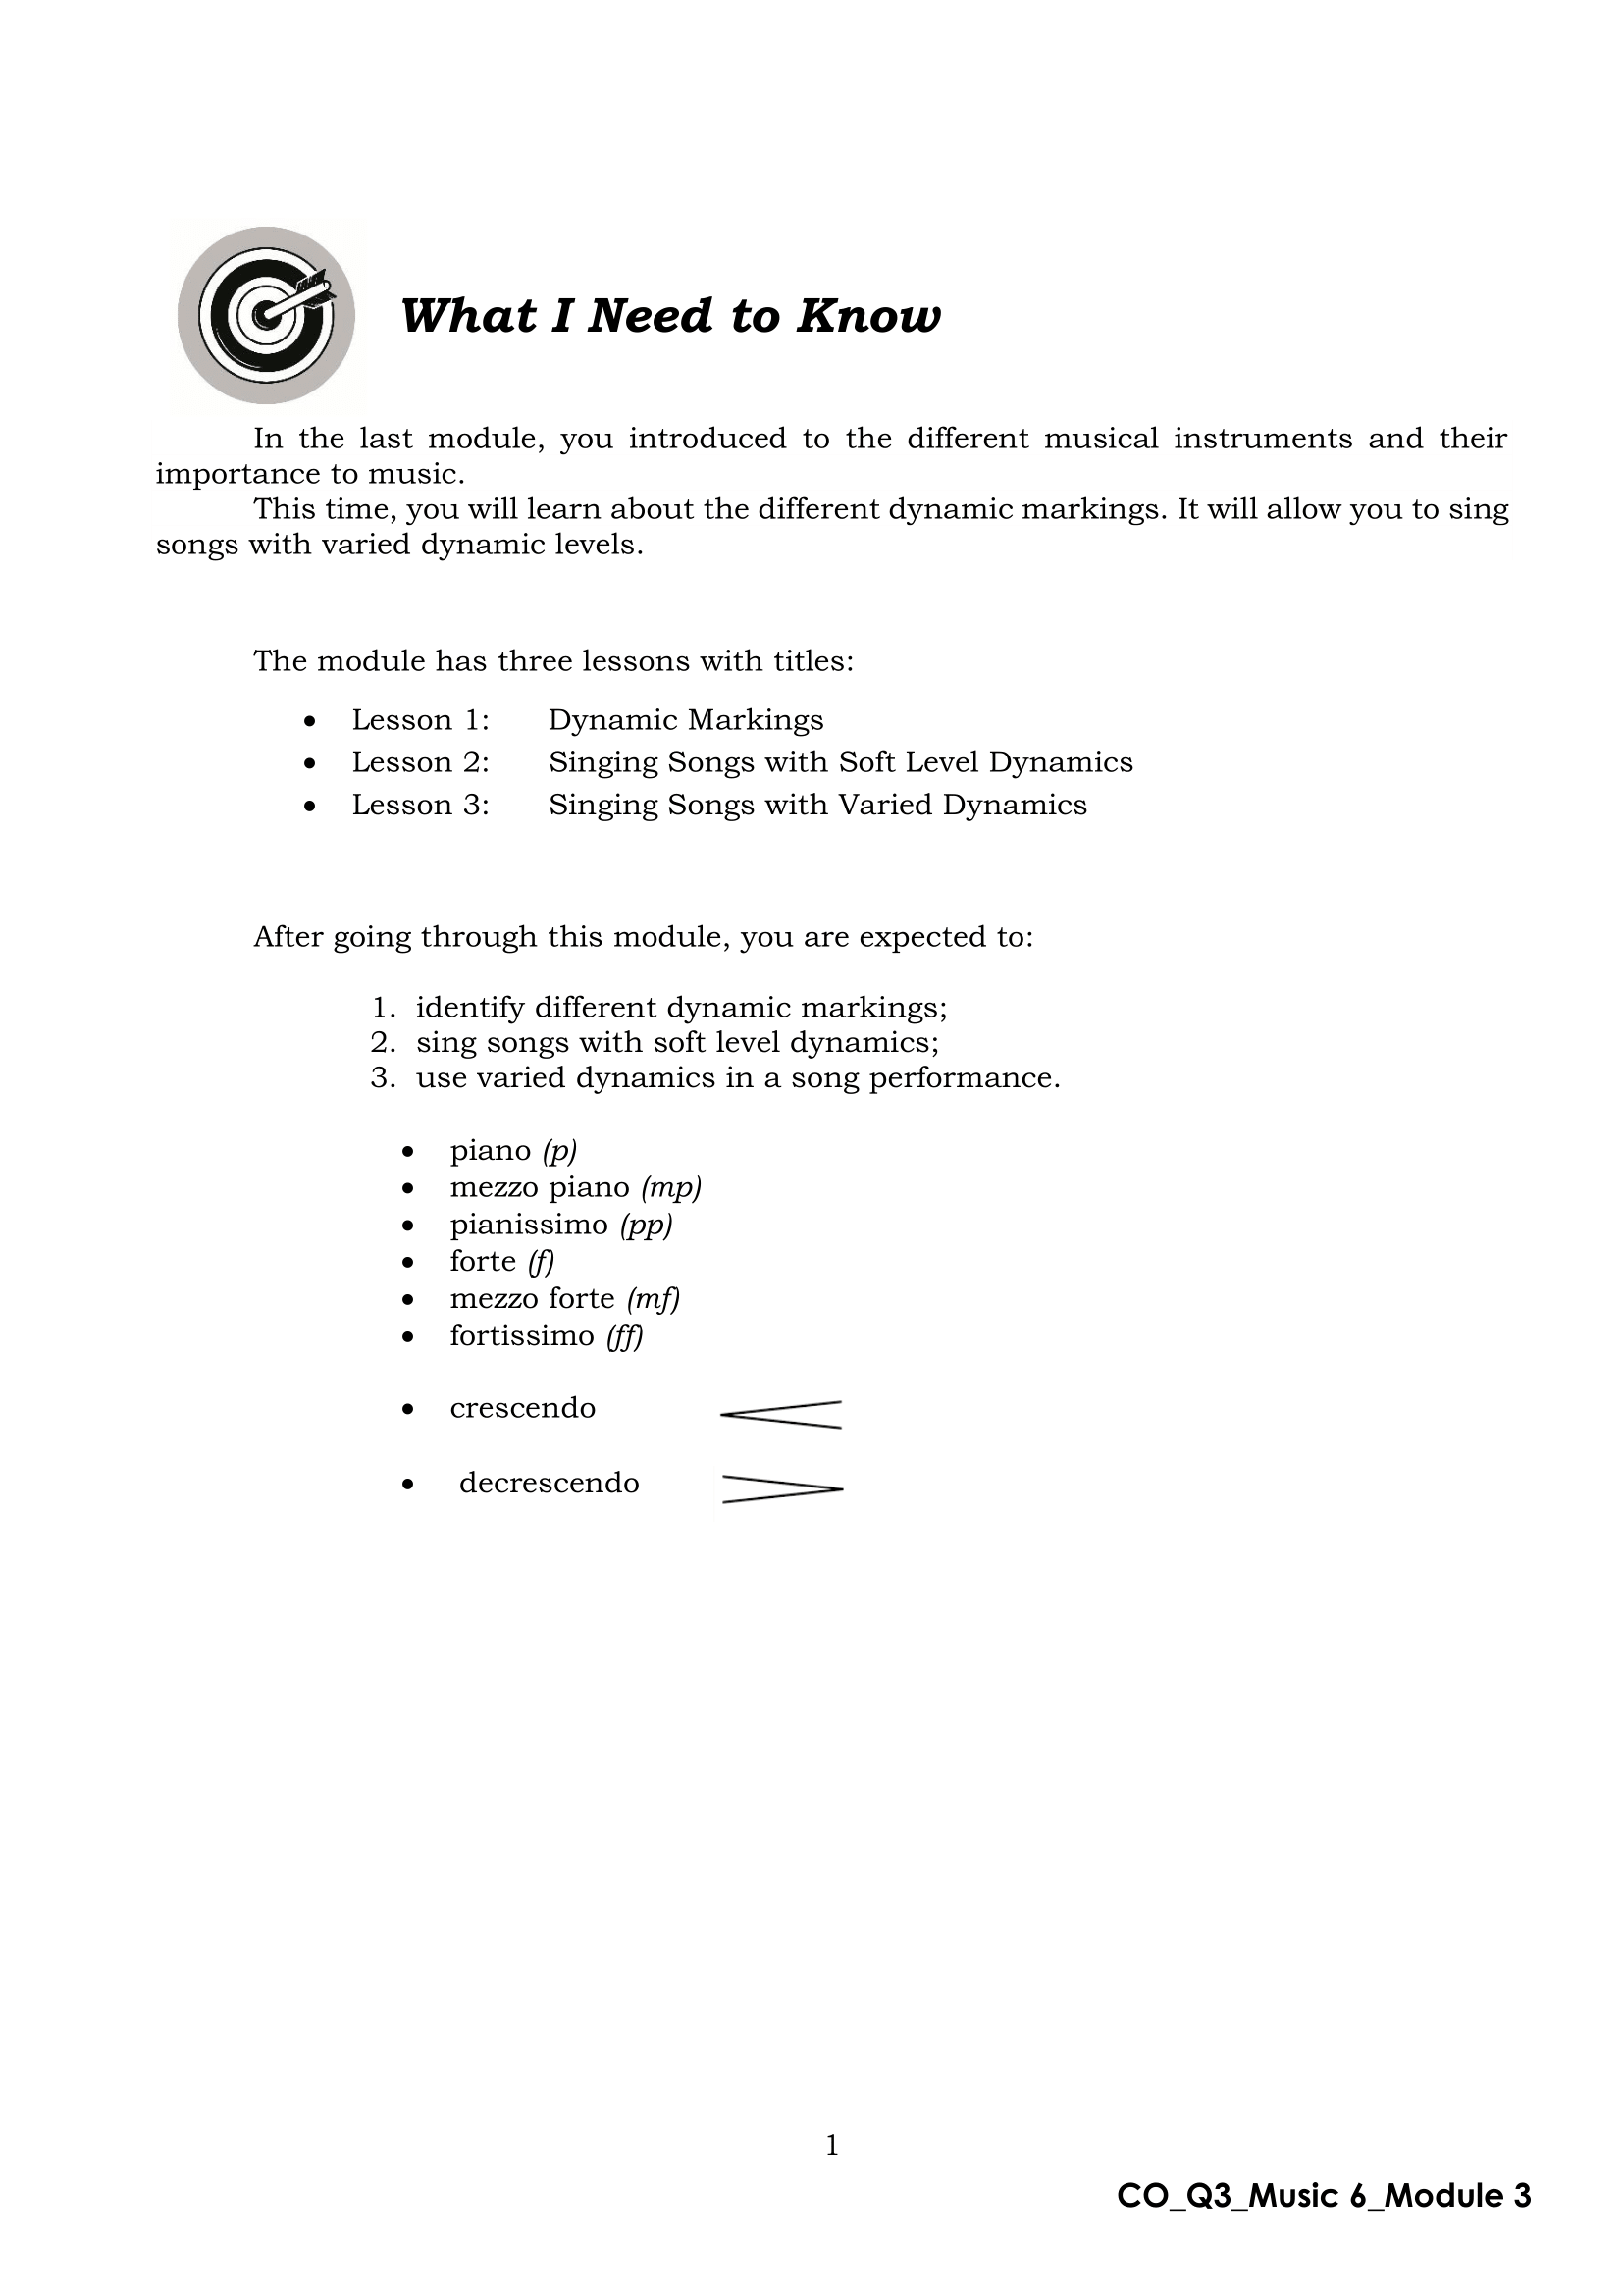 What I Need to Know
In the last module, you introduced to the different musical instruments and their
importance to music.
This time, you will learn about the different dynamic markings. It will allow you to sing
songs with varied dynamic levels.
The module has three lessons with titles:
• Lesson 1: Dynamic Markings
• Lesson 2: Singing Songs with Soft Level Dynamics
• Lesson 3: Singing Songs with Varied Dynamics
After going through this module, you are expected to:
1. identify different dynamic markings;
2. sing songs with soft level dynamics;
3. use varied dynamics in a song performance.
• piano (p)
• mezzo piano (mp)
• pianissimo (pp)
• forte (f)
• mezzo forte (mf)
• fortissimo (ff)
• crescendo
• decrescendo
1
CO_Q3_Music 6_Module 3